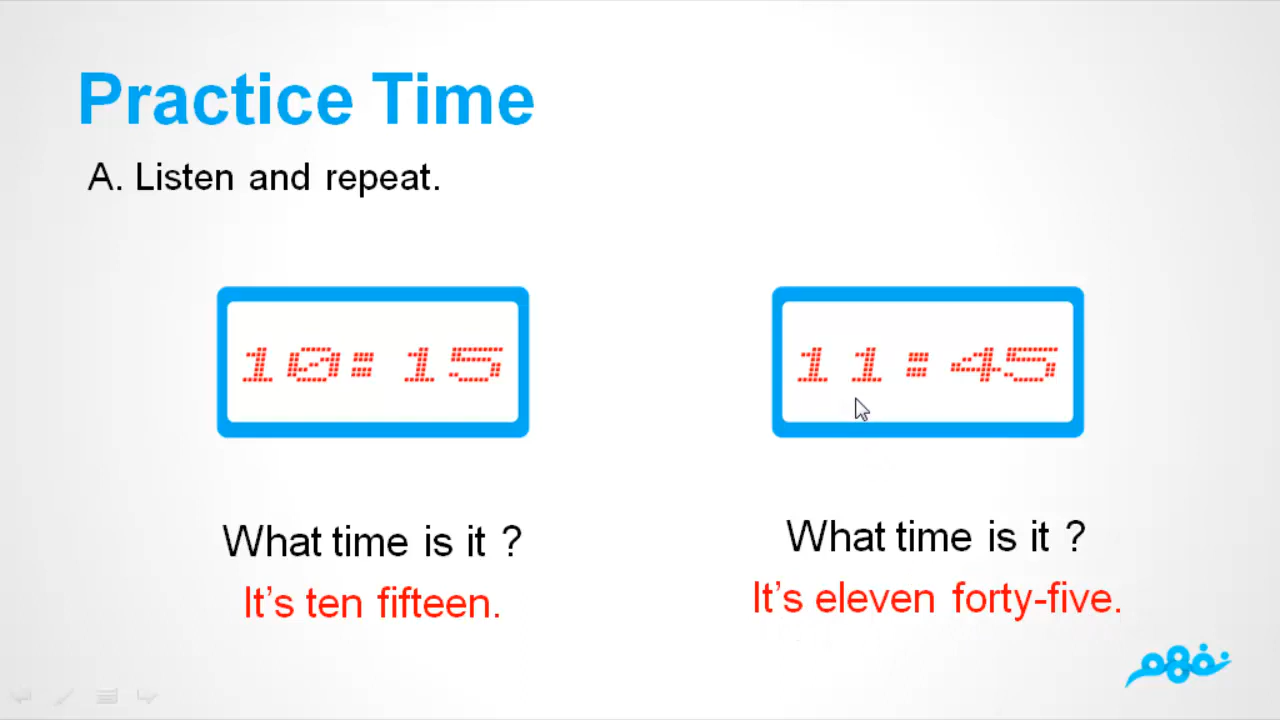 Practice Time
A. Listen and repeat.
10:15
11:45
What time is it ?
It's ten fifteen.
What time is it ?
It's eleven forty-five.
نفهم